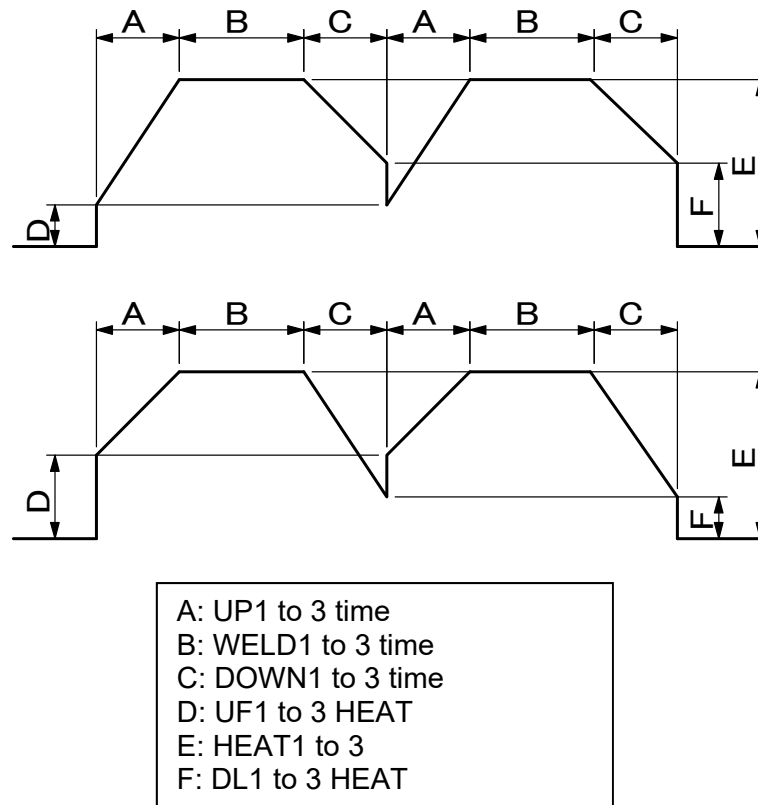 A B C A B C
D
F
E
A B C A B C
D
F
E
A: UP1 to 3 time
B: WELD1 to 3 time
C: DOWN1 to 3 time
D: UF1 to 3 HEAT
E: HEAT1 to 3
F: DL1 to 3 HEAT